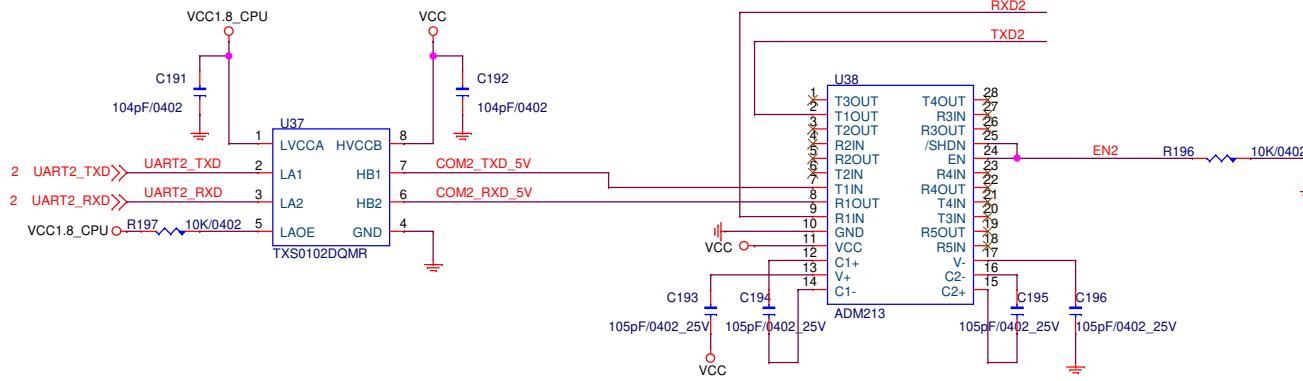 RXD2
TXD2
VCC1.8_CPU
VCC
C191
104pF/0402
C192
104pF/0402
U37
1 LVCCA HVCCB 8
2 UART2_TXD UART2_TXD 2 LA1 HB1 7 COM2_TXD_5V
2 UART2_RXD UART2_RXD 3 LA2 HB2 6 COM2_RXD_5V
VCC1.8_CPU R197 10K/0402 5 LAOE GND 4
TXS0102DQMR
U38
1 T3OUT T4OUT 28
2 T1OUT R3IN 27
3 T2OUT R3OUT 26
4 R2IN /SHDN 25
5 R2OUT EN 24 EN2 R196 10K/0402
6 T2IN R4IN 23
7 T1IN R4OUT 22
8 R1OUT T4IN 21
9 R1IN T3IN 20
10 GND R5OUT 19
VCC 11 VCC R5IN 18
12 C1+ V- 17
13 V+ C2- 16
14 C1- C2+ 15
ADM213
C193
105pF/0402_25V
VCC
C194
105pF/0402_25V
C195
105pF/0402_25V
C196
105pF/0402_25V